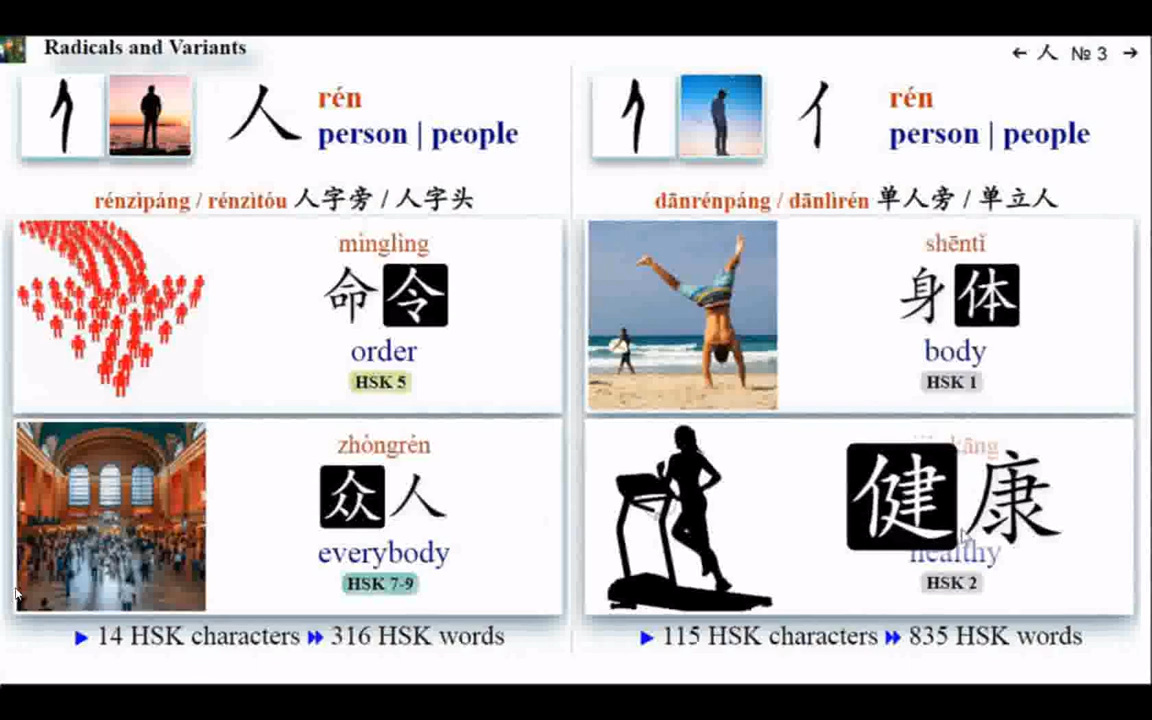 Radicals and Variants
← 人 № 3 →
人 rén
person | people
rénzìpáng / rénzìtóu 人字旁 / 人字头
mìnglìng
命令
order
HSK 5
zhòngrén
众人
everybody
HSK 7-9
▶ 14 HSK characters ▶▶ 316 HSK words
亻 rén
person | people
dānrénpáng / dānlìrén 单人旁 / 单立人
shēntǐ
身体
body
HSK 1
kāng
健康
healthy
HSK 2
▶ 115 HSK characters ▶▶ 835 HSK words